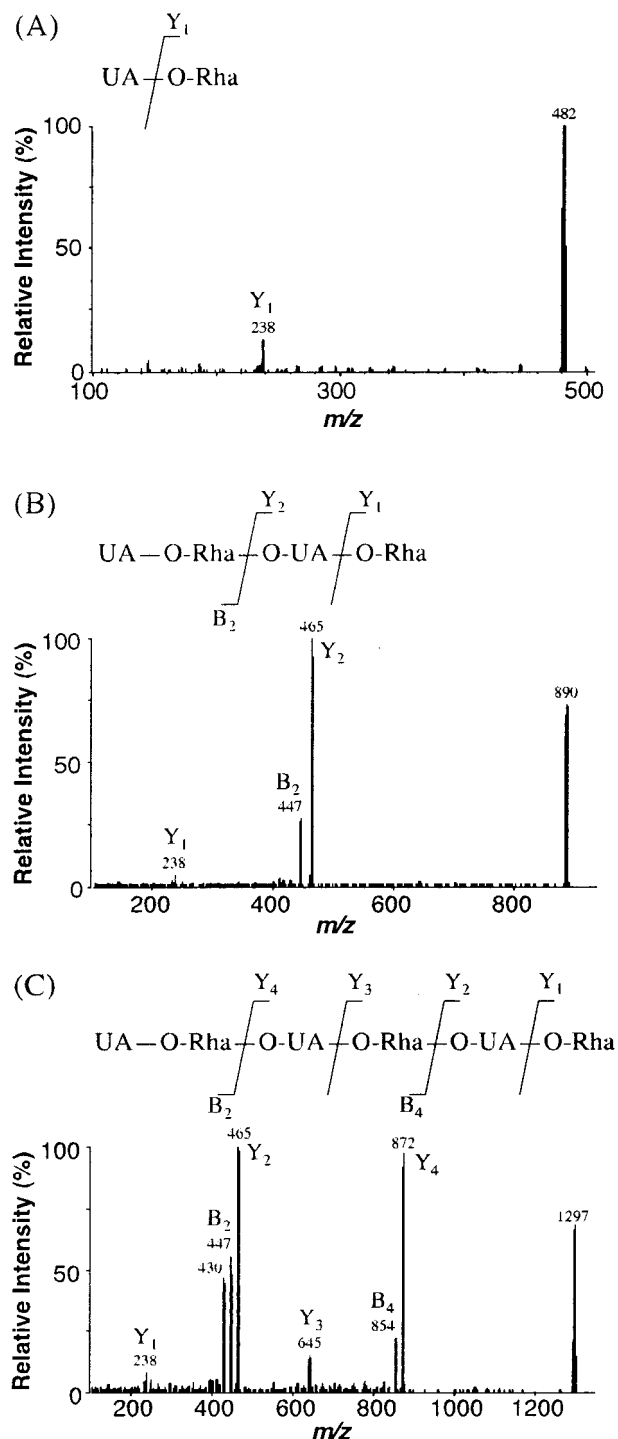 (A)
Y1
UA O-Rha
Relative Intensity (%)
100
50
0
482
Y1
238
100 300 500
m/z
(B)
Y2 Y1
UA—O-Rha O-UA O-Rha
B2
Relative Intensity (%)
100
50
0
465
Y2
890
B2
447
Y1
238
200 400 600 800
m/z
(C)
Y4 Y3 Y2 Y1
UA—O-Rha O-UA O-Rha O-UA O-Rha
B2 B4
Relative Intensity (%)
100
50
0
465
Y2
872
Y4
1297
B2
447
430
B4
854
Y3
645
Y1
238
200 400 600 800 1000 1200
m/z